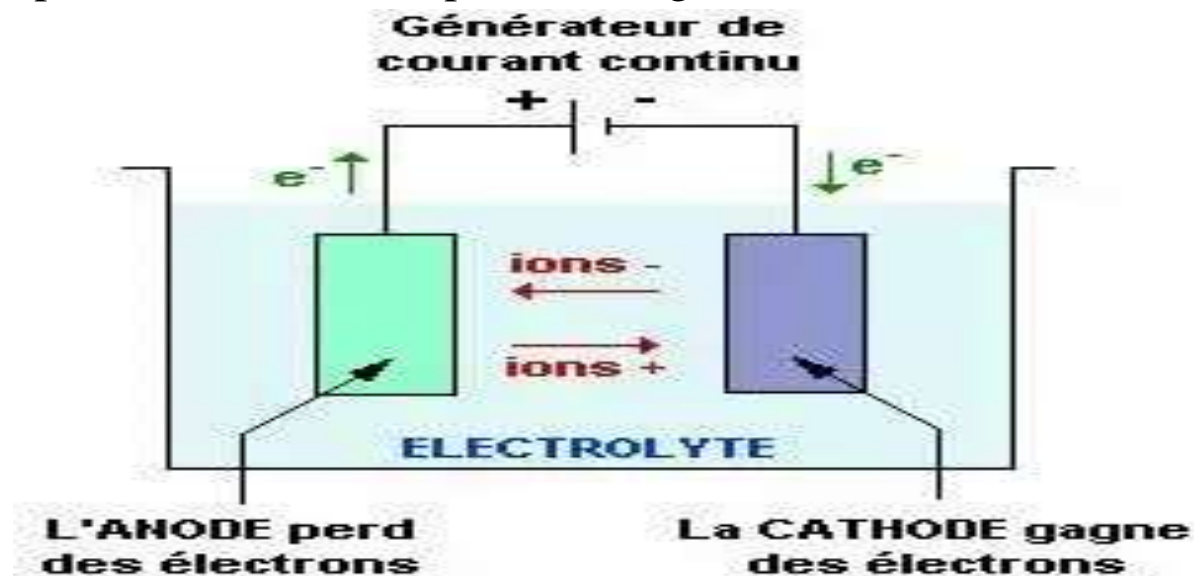 Générateur de
courant continu
+ -
e- e-
ions -
ions +
ELECTROLYTE
L'ANODE perd
des électrons
La CATHODE gagne
des électrons